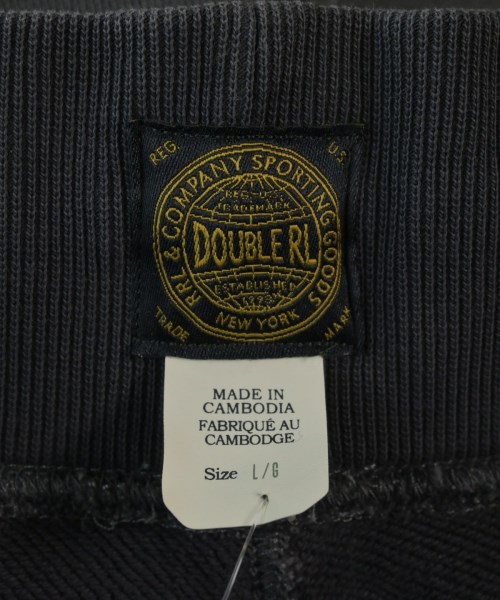 REG. U.S.
RRL & COMPANY SPORTING GOODS
REG. U.S.
TRADEMARK
DOUBLE RL
ESTABLISHED
1993
NEW YORK
TRADE MARK
MADE IN
CAMBODIA
FABRIQUÉ AU
CAMBODGE
Size L/G